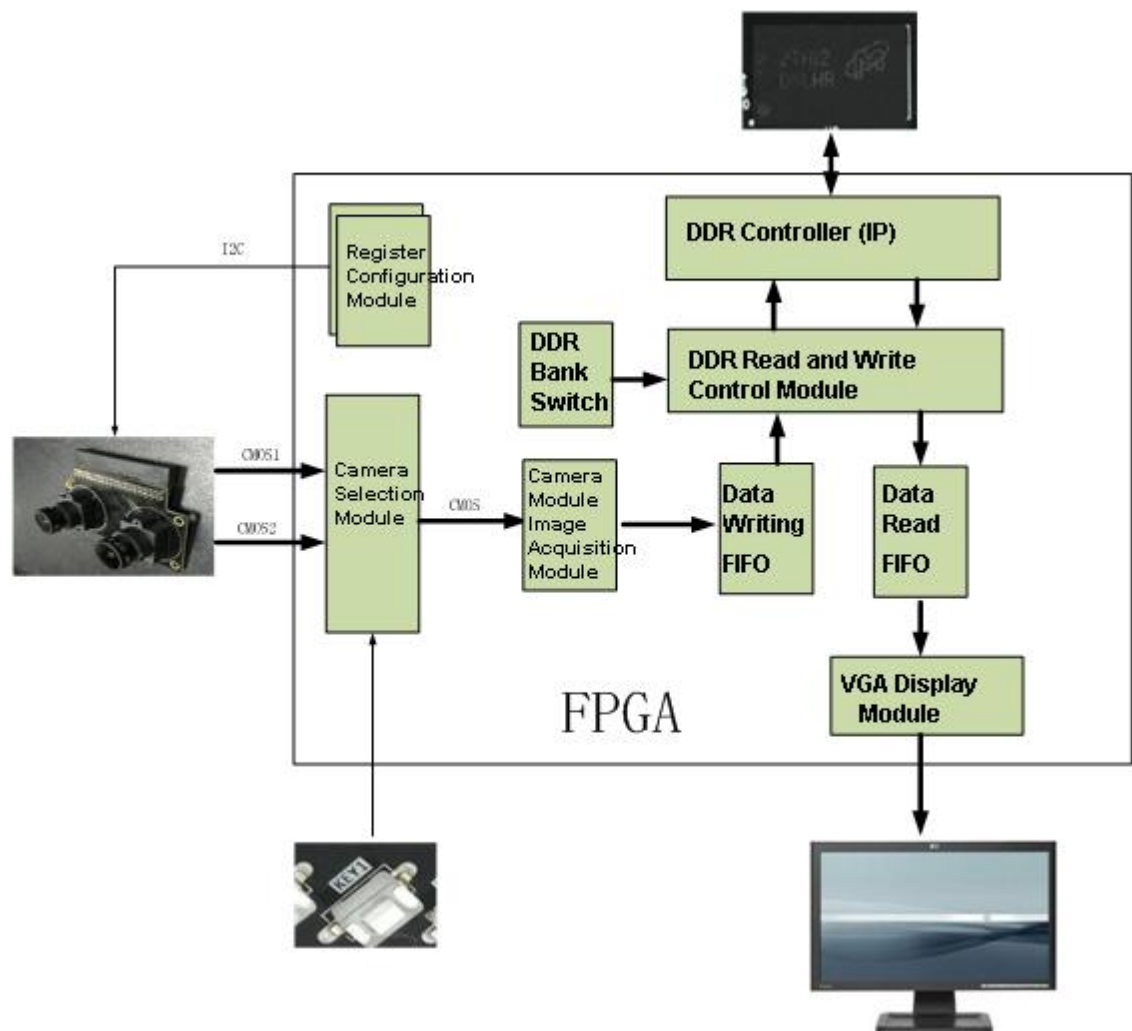 DDR Controller (IP)
I2C
Register
Configuration
Module
DDR
Bank
Switch
DDR Read and Write
Control Module
CMOS1
CMOS2
Camera
Selection
Module
CMOS
Camera
Module
Image
Acquisition
Module
Data
Writing
FIFO
Data
Read
FIFO
VGA Display
Module
FPGA
KEY1